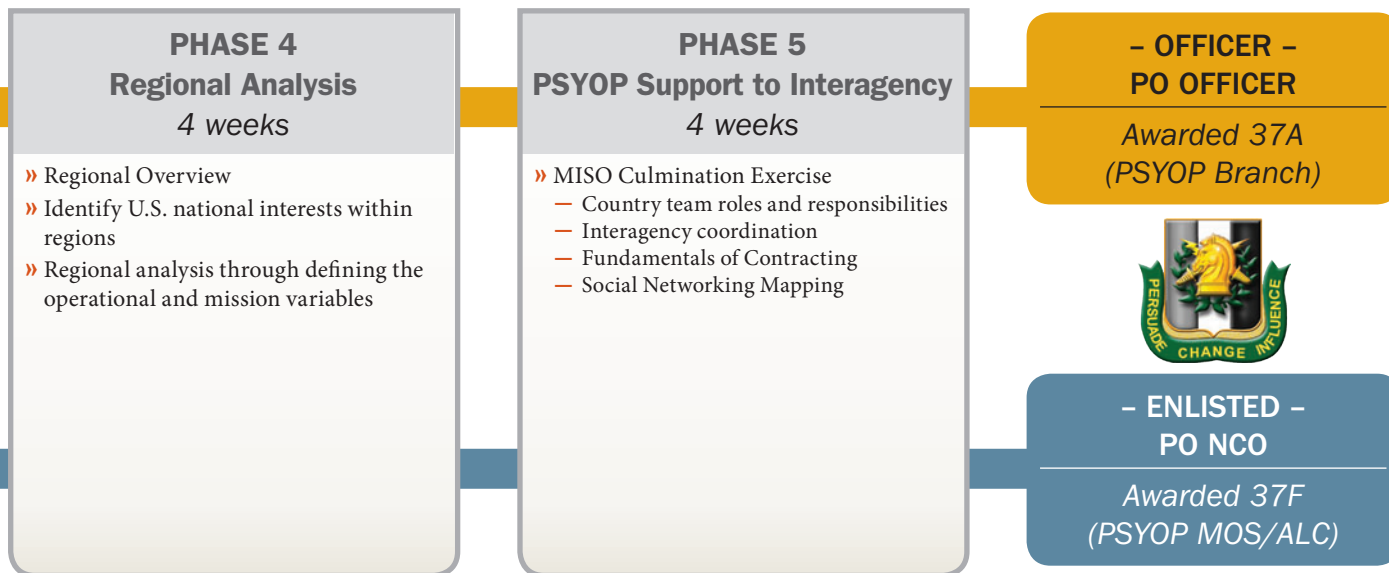 PHASE 4
Regional Analysis
4 weeks
» Regional Overview
» Identify U.S. national interests within
regions
» Regional analysis through defining the
operational and mission variables
PHASE 5
PSYOP Support to Interagency
4 weeks
» MISO Culmination Exercise
— Country team roles and responsibilities
— Interagency coordination
— Fundamentals of Contracting
— Social Networking Mapping
– OFFICER –
PO OFFICER
Awarded 37A
(PSYOP Branch)
PERSUADE
CHANGE
INFLUENCE
– ENLISTED –
PO NCO
Awarded 37F
(PSYOP MOS/ALC)